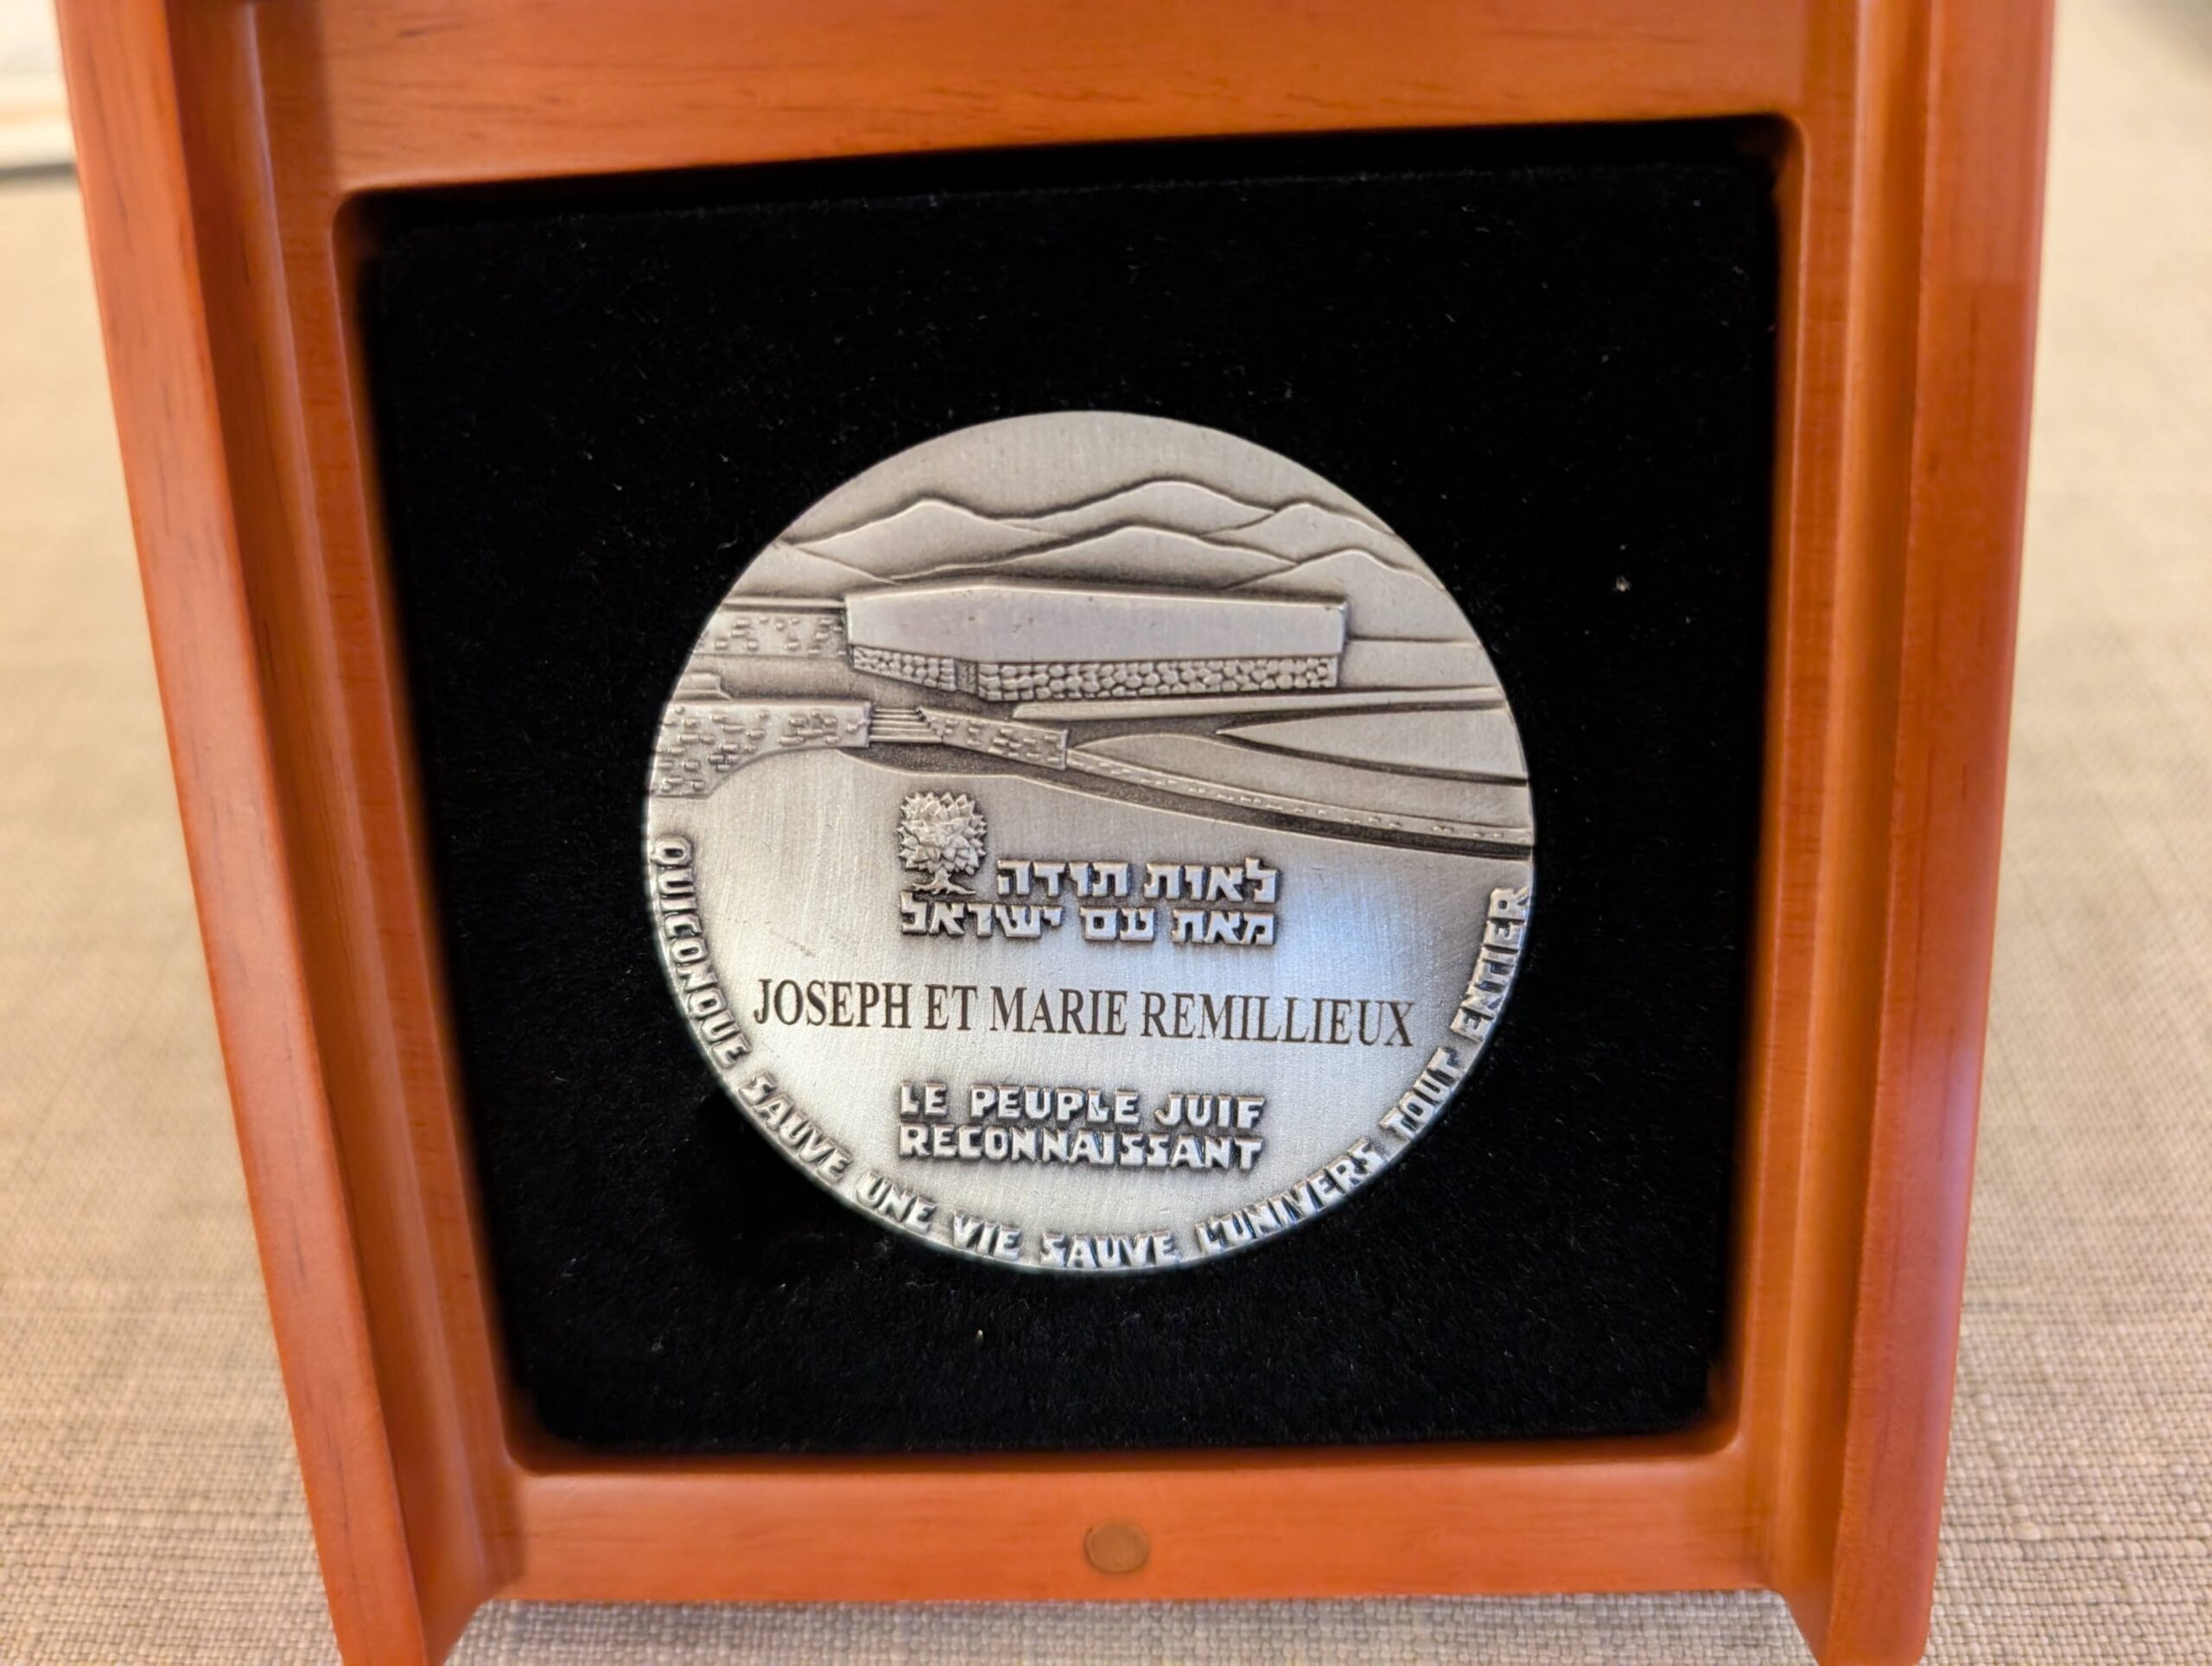 לאות תודה
מאת עם ישראל
JOSEPH ET MARIE REMILLIEUX
LE PEUPLE JUIF
RECONNAISSANT
QUICONQUE SAUVE UNE VIE SAUVE L'UNIVERS TOUT ENTIER